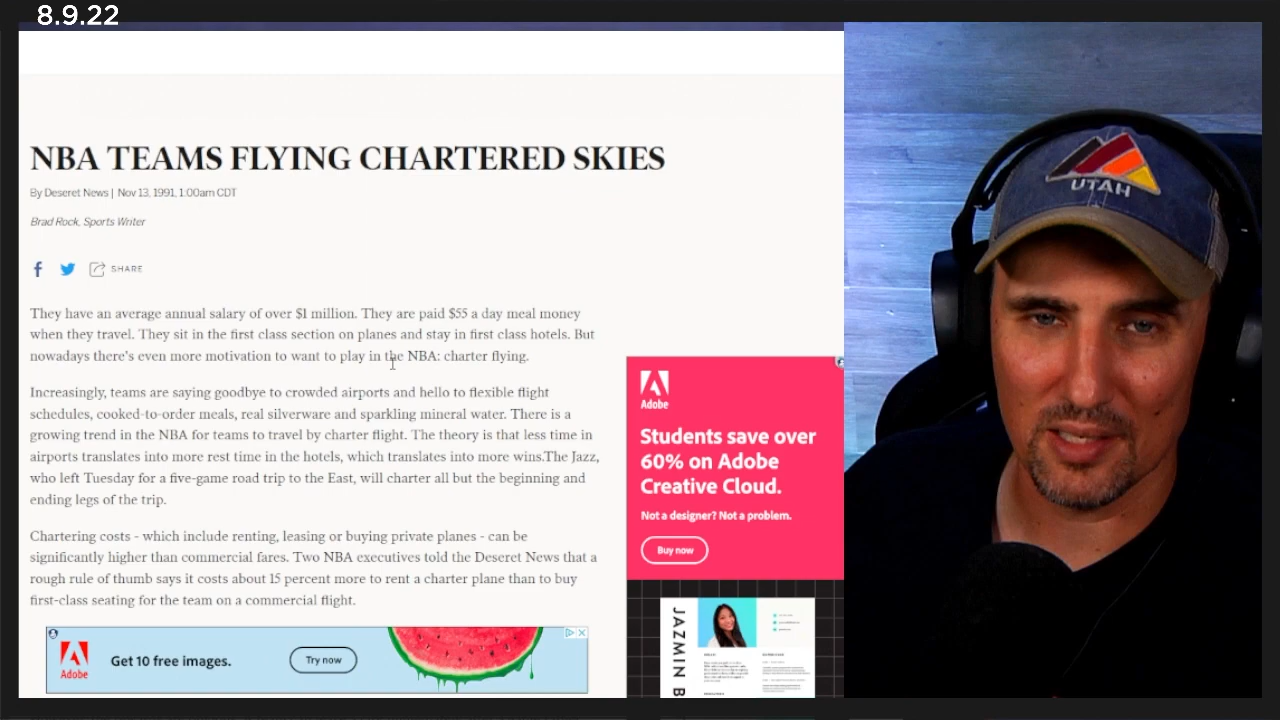 8.9.22
NBA TEAMS FLYING CHARTERED SKIES
By Deseret News | Nov 13, 1991, 1:00am CDT
Brad Rock, Sports Writer
SHARE
They have an average annual salary of over $1 million. They are paid $55 a day meal money
when they travel. They sit in the first class section on planes and stay in first class hotels. But
nowadays there's even more motivation to want to play in the NBA: charter flying.
Increasingly, teams are saying goodbye to crowded airports and hello to flexible flight
schedules, cooked-to-order meals, real silverware and sparkling mineral water. There is a
growing trend in the NBA for teams to travel by charter flight. The theory is that less time in
airports translates into more rest time in the hotels, which translates into more wins.The Jazz,
who left Tuesday for a five-game road trip to the East, will charter all but the beginning and
ending legs of the trip.
Chartering costs - which include renting, leasing or buying private planes - can be
significantly higher than commercial fares. Two NBA executives told the Deseret News that a
rough rule of thumb says it costs about 15 percent more to rent a charter plane than to buy
first-class seating for the team on a commercial flight.
Get 10 free images.
Try now
Adobe
Students save over
60% on Adobe
Creative Cloud.
Not a designer? Not a problem.
Buy now
JAZMIN B
UTAH